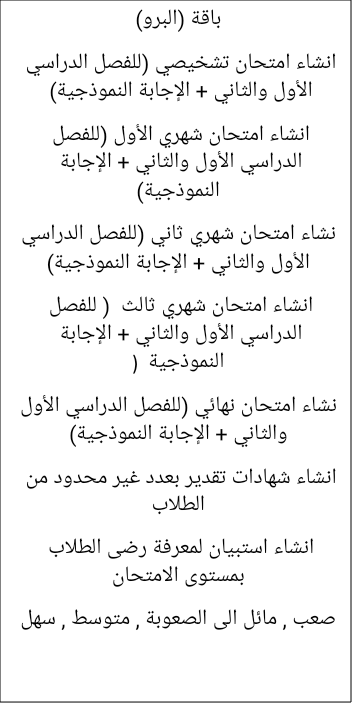 باقة (البرو)
انشاء امتحان تشخيصي (للفصل الدراسي
الأول والثاني + الإجابة النموذجية)
انشاء امتحان شهري الأول (للفصل
الدراسي الأول والثاني + الإجابة
النموذجية)
نشاء امتحان شهري ثاني (للفصل الدراسي
الأول والثاني + الإجابة النموذجية)
انشاء امتحان شهري ثالث ( للفصل
الدراسي الأول والثاني + الإجابة
النموذجية (
نشاء امتحان نهائي (للفصل الدراسي الأول
والثاني + الإجابة النموذجية)
انشاء شهادات تقدير بعدد غير محدود من
الطلاب
انشاء استبيان لمعرفة رضى الطلاب
بمستوى الامتحان
صعب , مائل الى الصعوبة , متوسط , سهل